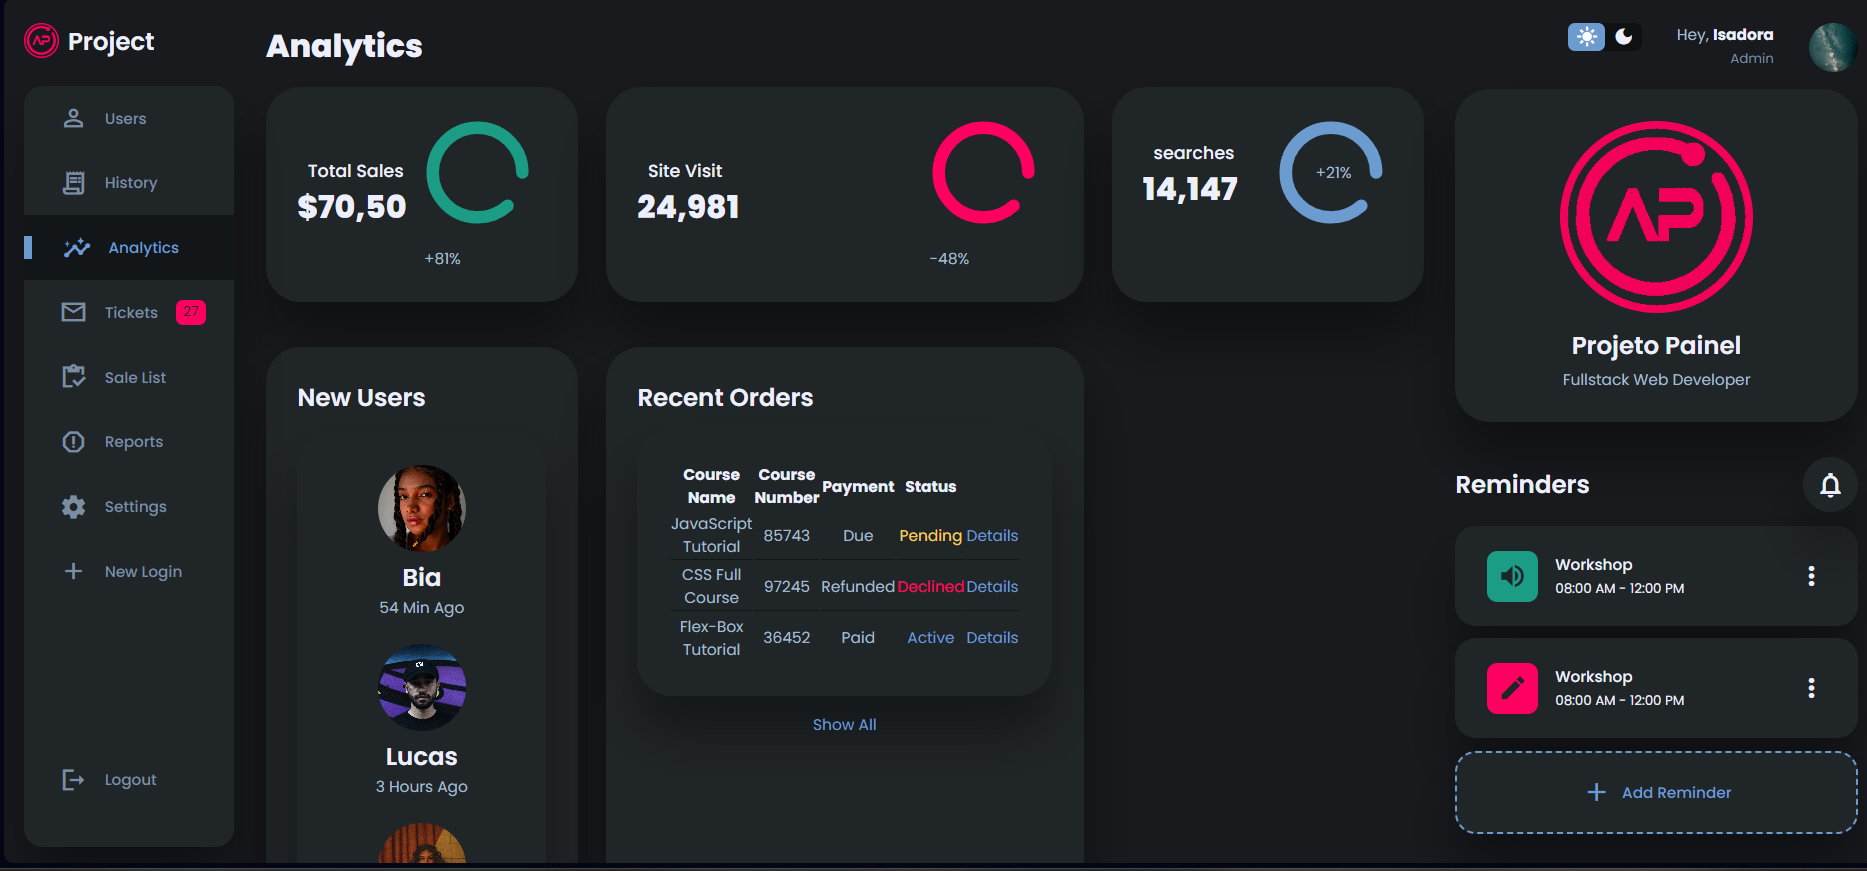 AP Project
Users
History
Analytics
Tickets 27
Sale List
Reports
Settings
New Login
Logout
Analytics
Total Sales
$70,50
+81%
Site Visit
24,981
-48%
searches
14,147
+21%
New Users
Bia
54 Min Ago
Lucas
3 Hours Ago
Recent Orders
Course Name Course Number Payment Status
JavaScript Tutorial 85743 Due Pending Details
CSS Full Course 97245 Refunded Declined Details
Flex-Box Tutorial 36452 Paid Active Details
Show All
Hey, Isadora
Admin
AP
Projeto Painel
Fullstack Web Developer
Reminders
Workshop
08:00 AM - 12:00 PM
Workshop
08:00 AM - 12:00 PM
Add Reminder